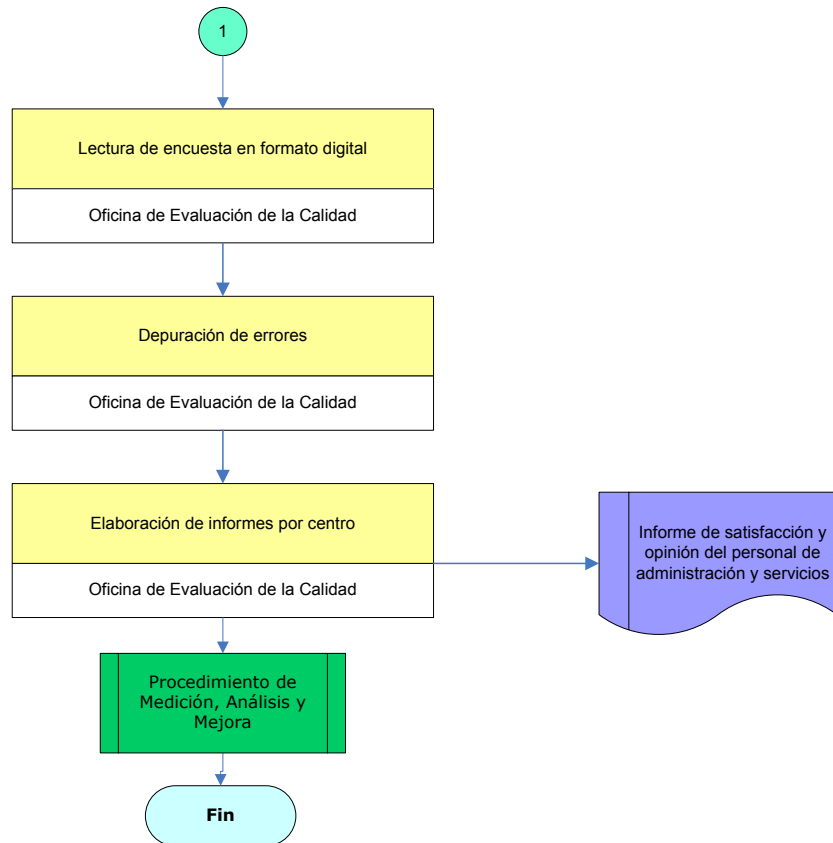 1
Lectura de encuesta en formato digital
Oficina de Evaluación de la Calidad
Depuración de errores
Oficina de Evaluación de la Calidad
Elaboración de informes por centro
Oficina de Evaluación de la Calidad
Informe de satisfacción y
opinión del personal de
administración y servicios
Procedimiento de
Medición, Análisis y
Mejora
Fin